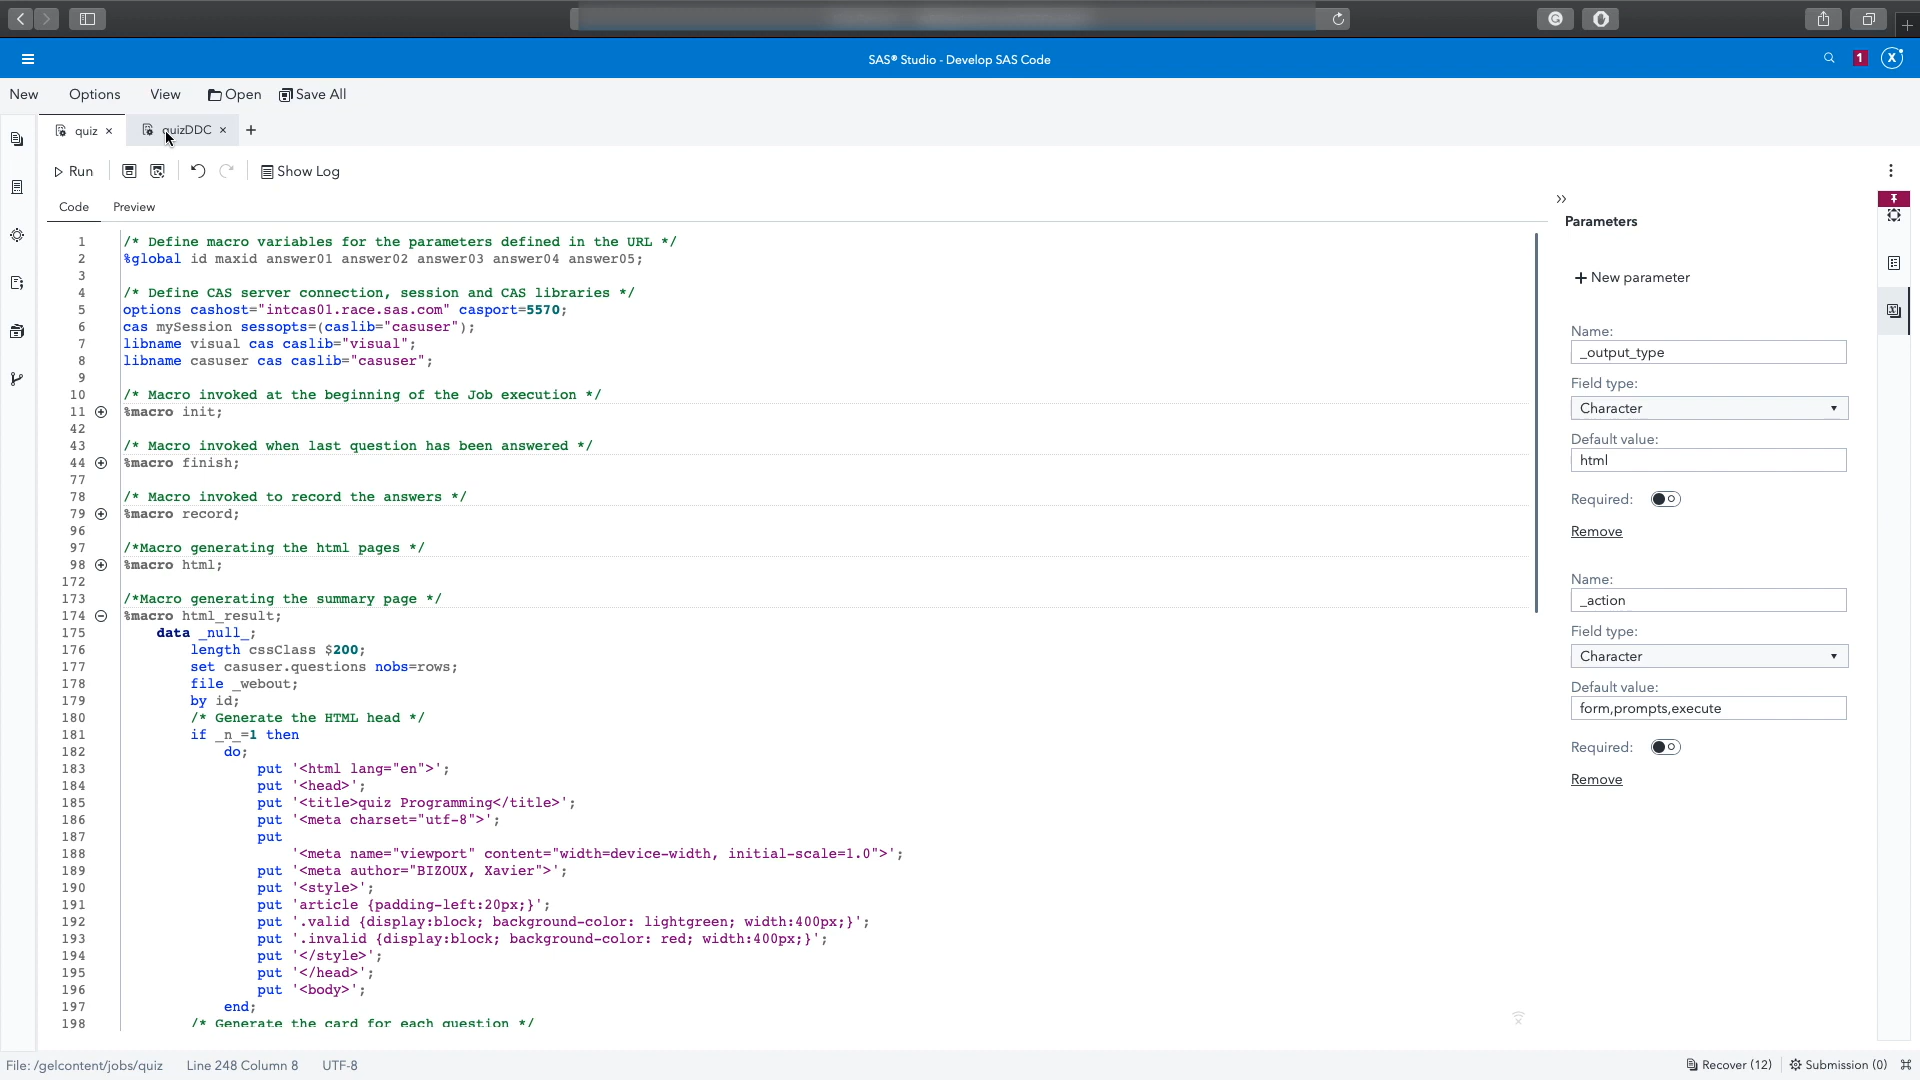 SAS® Studio - Develop SAS Code
1
X
New
Options
View
Open
Save All
quiz ×
quizDDC ×
+
Run
Show Log
Code
Preview
1 /* Define macro variables for the parameters defined in the URL */
2 %global id maxid answer01 answer02 answer03 answer04 answer05;
3
4 /* Define CAS server connection, session and CAS libraries */
5 options cashost="intcas01.race.sas.com" casport=5570;
6 cas mySession sessopts=(caslib="casuser");
7 libname visual cas caslib="visual";
8 libname casuser cas caslib="casuser";
9
10 /* Macro invoked at the beginning of the Job execution */
11 %macro init;
42
43 /* Macro invoked when last question has been answered */
44 %macro finish;
77
78 /* Macro invoked to record the answers */
79 %macro record;
96
97 /*Macro generating the html pages */
98 %macro html;
172
173 /*Macro generating the summary page */
174 %macro html_result;
175 data _null_;
176 length cssClass $200;
177 set casuser.questions nobs=rows;
178 file _webout;
179 by id;
180 /* Generate the HTML head */
181 if _n_=1 then
182 do;
183 put '<html lang="en">';
184 put '<head>';
185 put '<title>quiz Programming</title>';
186 put '<meta charset="utf-8">';
187 put
188 '<meta name="viewport" content="width=device-width, initial-scale=1.0">';
189 put '<meta author="BIZOUX, Xavier">';
190 put '<style>';
191 put 'article {padding-left:20px;}';
192 put '.valid {display:block; background-color: lightgreen; width:400px;}';
193 put '.invalid {display:block; background-color: red; width:400px;}';
194 put '</style>';
195 put '</head>';
196 put '<body>';
197 end;
198 /* Generate the card for each question */
Parameters
+ New parameter
Name:
_output_type
Field type:
Character
Default value:
html
Required:
Remove
Name:
_action
Field type:
Character
Default value:
form,prompts,execute
Required:
Remove
File: /gelcontent/jobs/quiz
Line 248 Column 8
UTF-8
Recover (12)
Submission (0)